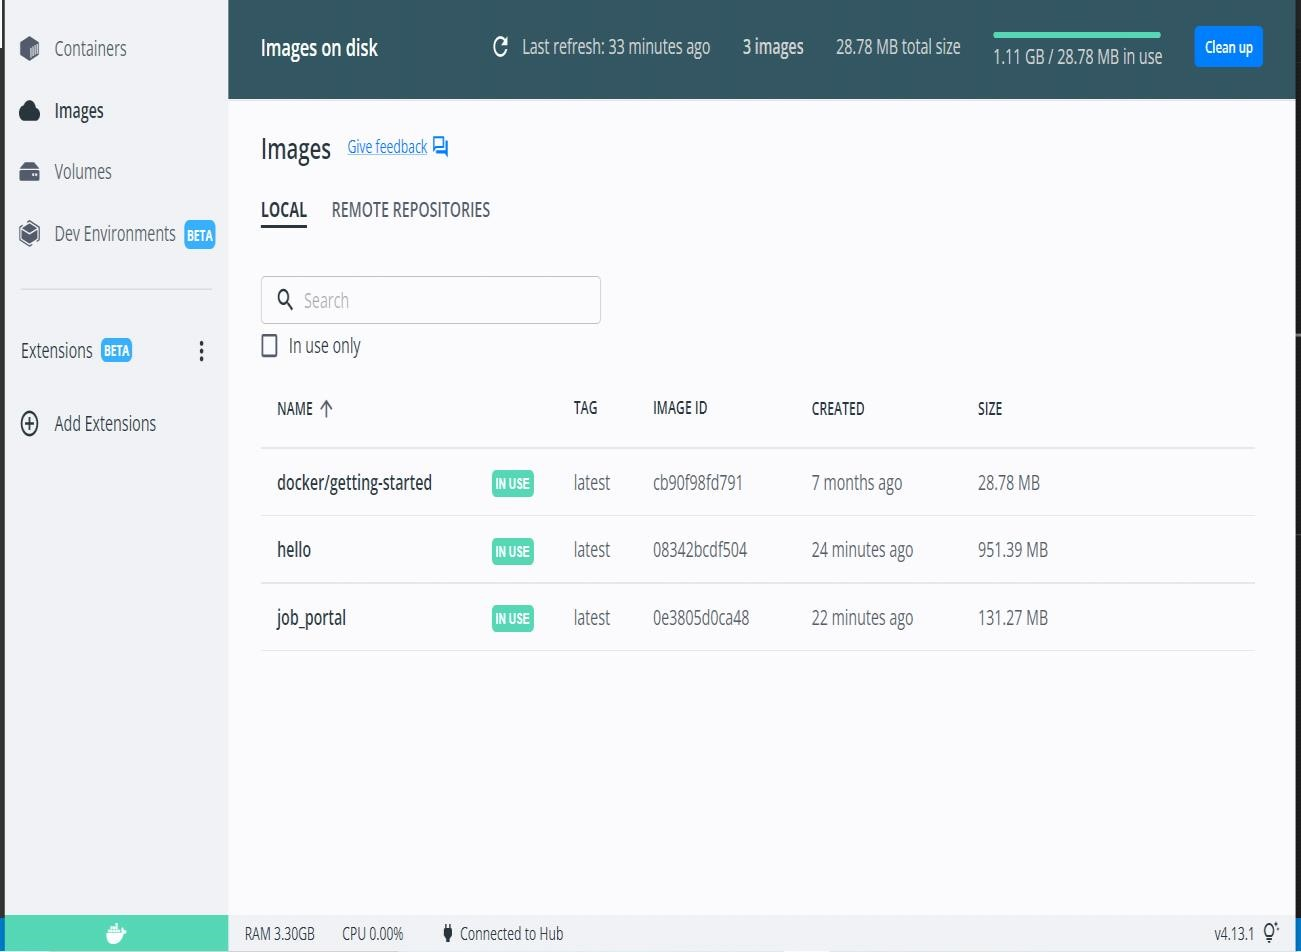 Containers
Images
Volumes
Dev Environments BETA
Extensions BETA
Add Extensions
Images on disk
Last refresh: 33 minutes ago
3 images
28.78 MB total size
1.11 GB / 28.78 MB in use
Clean up
Images Give feedback
LOCAL REMOTE REPOSITORIES
Search
In use only
NAME TAG IMAGE ID CREATED SIZE
docker/getting-started IN USE latest cb90f98fd791 7 months ago 28.78 MB
hello IN USE latest 08342bcdf504 24 minutes ago 951.39 MB
job_portal IN USE latest 0e3805d0ca48 22 minutes ago 131.27 MB
RAM 3.30GB CPU 0.00% Connected to Hub v4.13.1